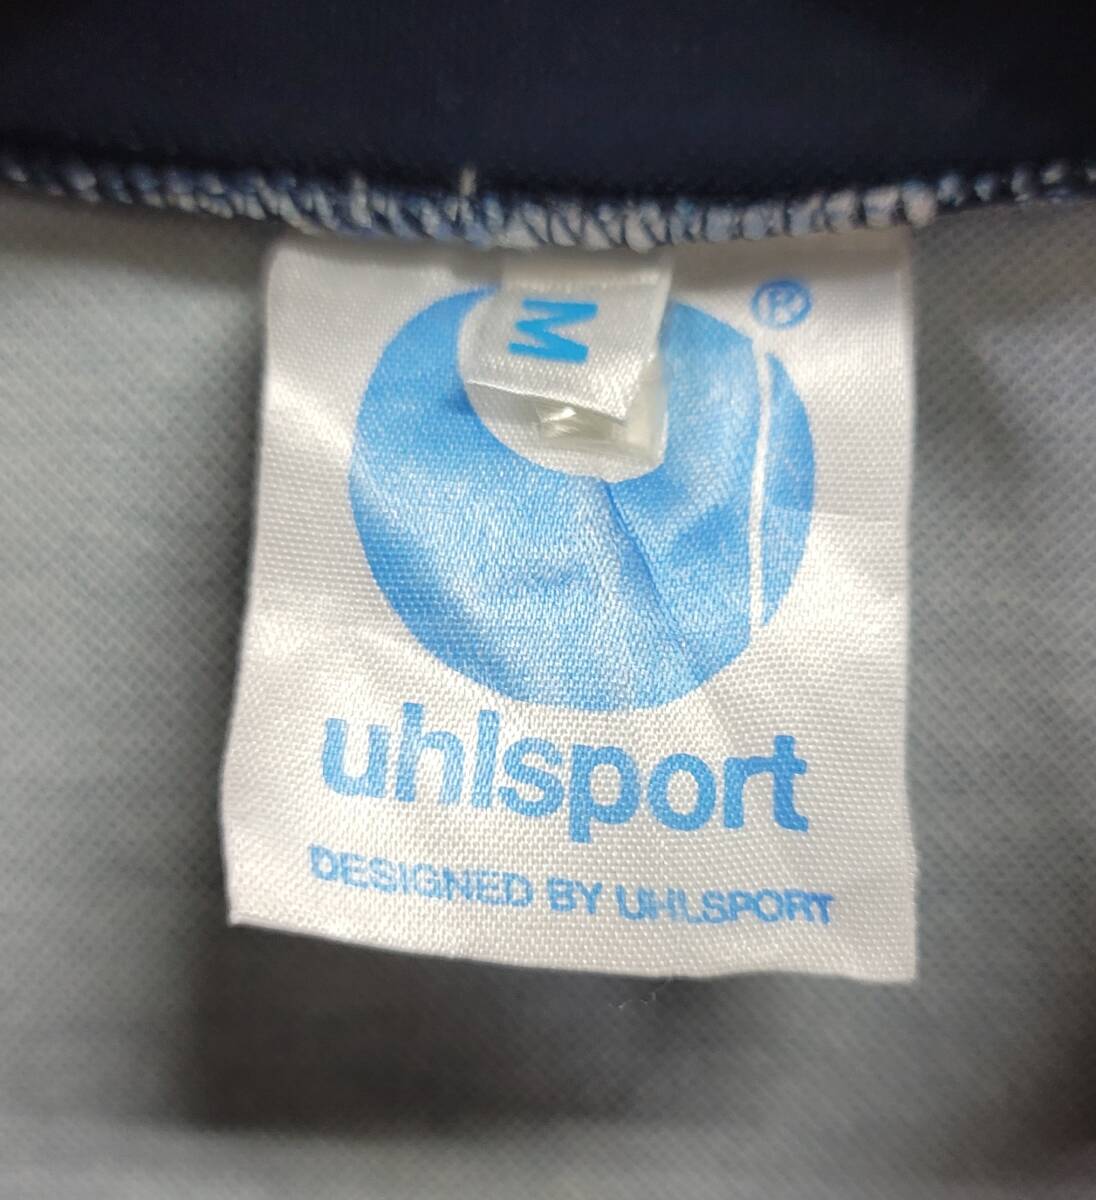 M
®
uhlsport
DESIGNED BY UHLSPORT